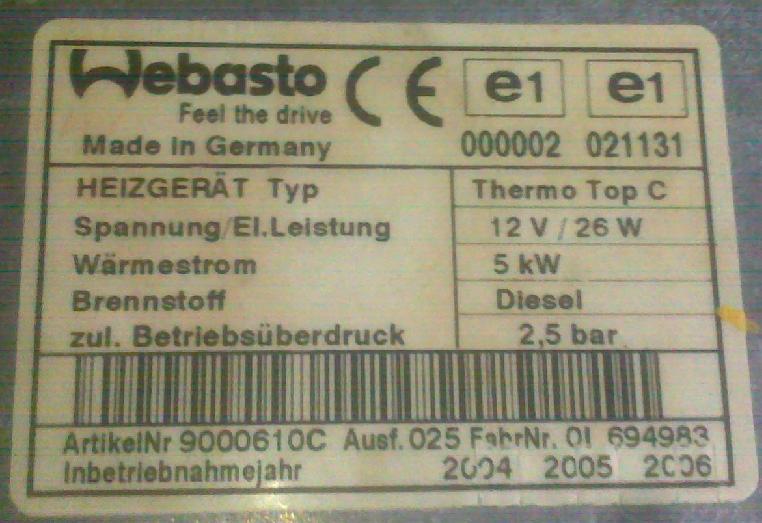 Webasto CE e1 e1
Feel the drive
Made in Germany 000002 021131
HEIZGERÄT Typ Thermo Top C
Spannung/El.Leistung 12 V / 26 W
Wärmestrom 5 kW
Brennstoff Diesel
zul. Betriebsüberdruck 2,5 bar
ArtikelNr 9000610C Ausf. 025 FabrNr. 01 694983
Inbetriebnahmejahr 2004 2005 2006